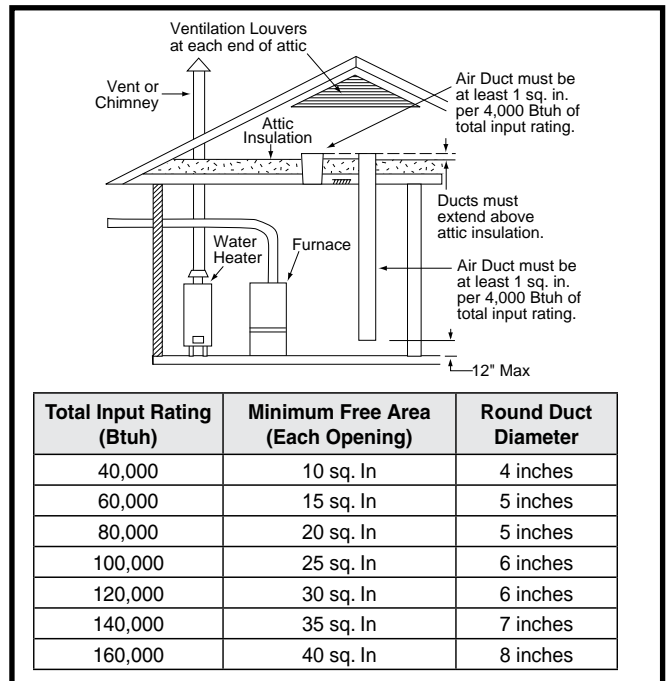 Ventilation Louvers
at each end of attic
Vent or
Chimney
Air Duct must be
at least 1 sq. in.
per 4,000 Btuh of
total input rating.
Attic
Insulation
Ducts must
extend above
attic insulation.
Water
Heater
Furnace
Air Duct must be
at least 1 sq. in.
per 4,000 Btuh of
total input rating.
12" Max
Total Input Rating (Btuh) Minimum Free Area (Each Opening) Round Duct Diameter
40,000 10 sq. In 4 inches
60,000 15 sq. In 5 inches
80,000 20 sq. In 5 inches
100,000 25 sq. In 6 inches
120,000 30 sq. In 6 inches
140,000 35 sq. In 7 inches
160,000 40 sq. In 8 inches